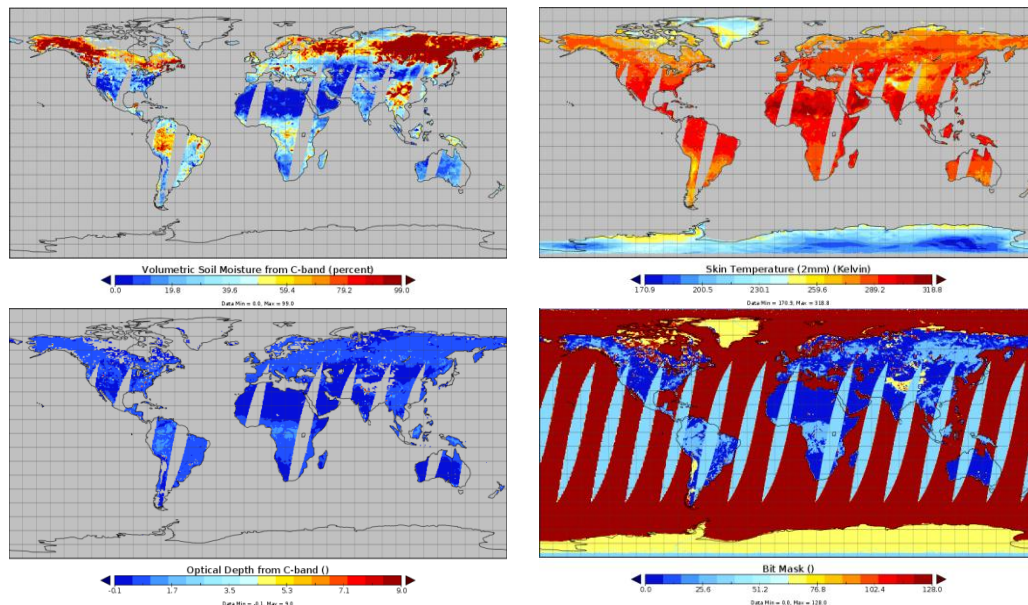 Volumetric Soil Moisture from C-band (percent)
0.0 19.8 39.6 59.4 79.2 99.0
Data Min = 0.0, Max = 99.0
Skin Temperature (2mm) (Kelvin)
170.9 200.5 230.1 259.6 289.2 318.8
Data Min = 170.9, Max = 318.8
Optical Depth from C-band ()
-0.1 1.7 3.5 5.3 7.1 9.0
Data Min = -0.1, Max = 9.0
Bit Mask ()
0.0 25.6 51.2 76.8 102.4 128.0
Data Min = 0.0, Max = 128.0